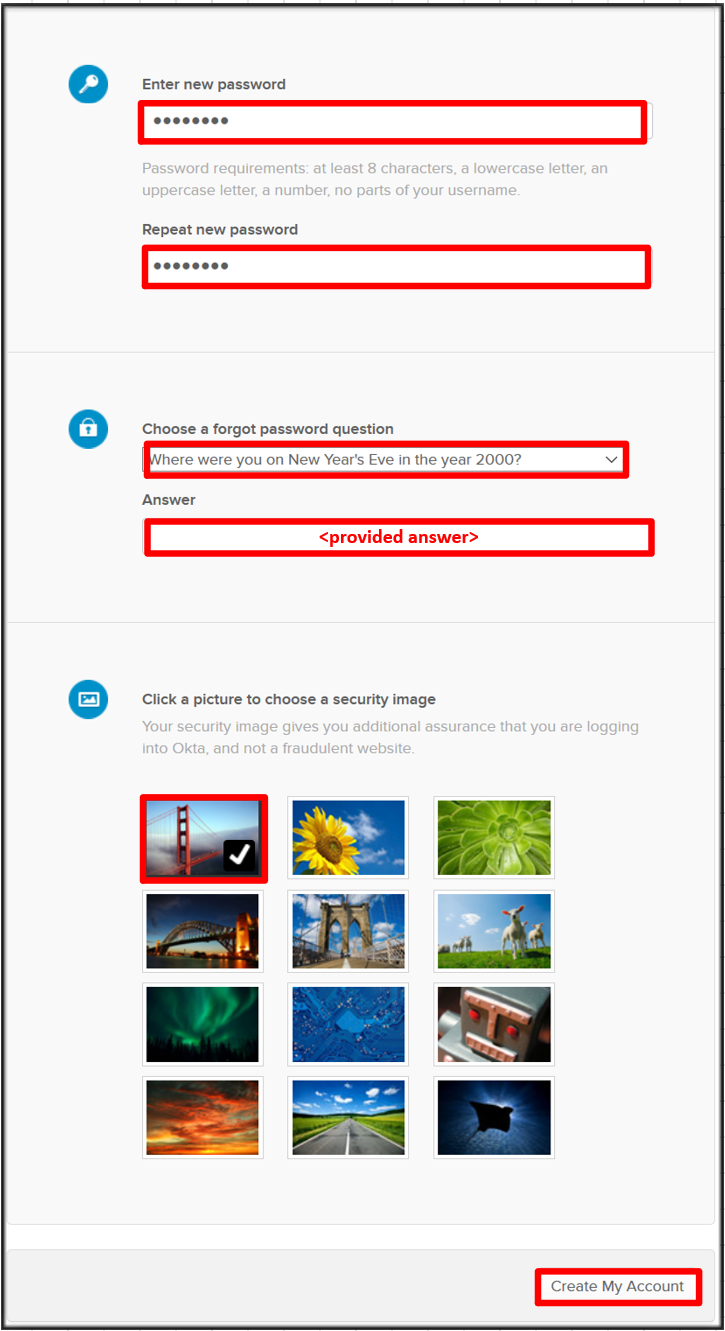 Enter new password
••••••••
Password requirements: at least 8 characters, a lowercase letter, an
uppercase letter, a number, no parts of your username.
Repeat new password
••••••••
Choose a forgot password question
Where were you on New Year's Eve in the year 2000?
Answer
<provided answer>
Click a picture to choose a security image
Your security image gives you additional assurance that you are logging
into Okta, and not a fraudulent website.
Create My Account